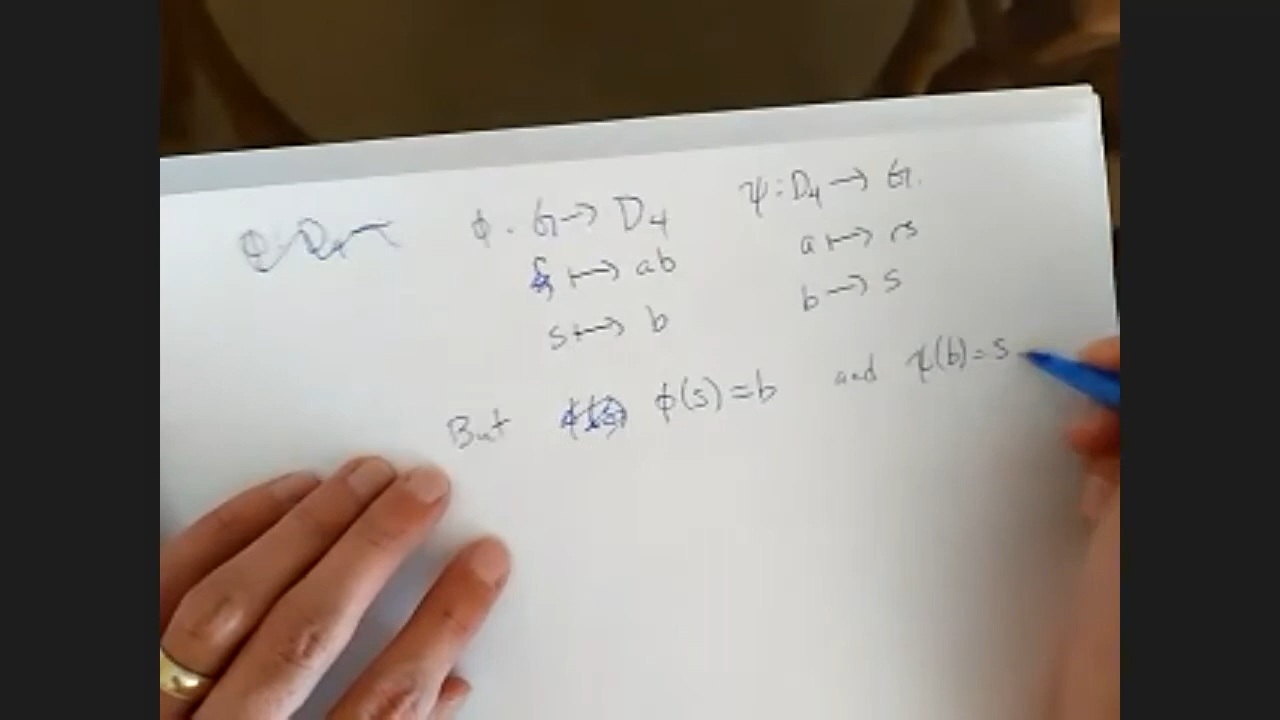 ϕ : G → D₄ ψ : D₄ → G.
↦ ab a ↦ rs
s ↦ b b → s
But ϕ(s) = b and ψ(b) = s